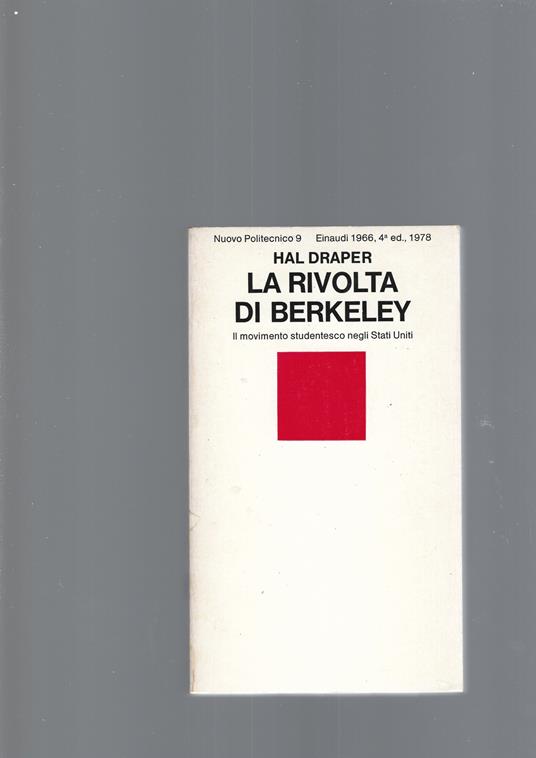 Nuovo Politecnico 9 Einaudi 1966, 4ª ed., 1978
HAL DRAPER
LA RIVOLTA
DI BERKELEY
Il movimento studentesco negli Stati Uniti